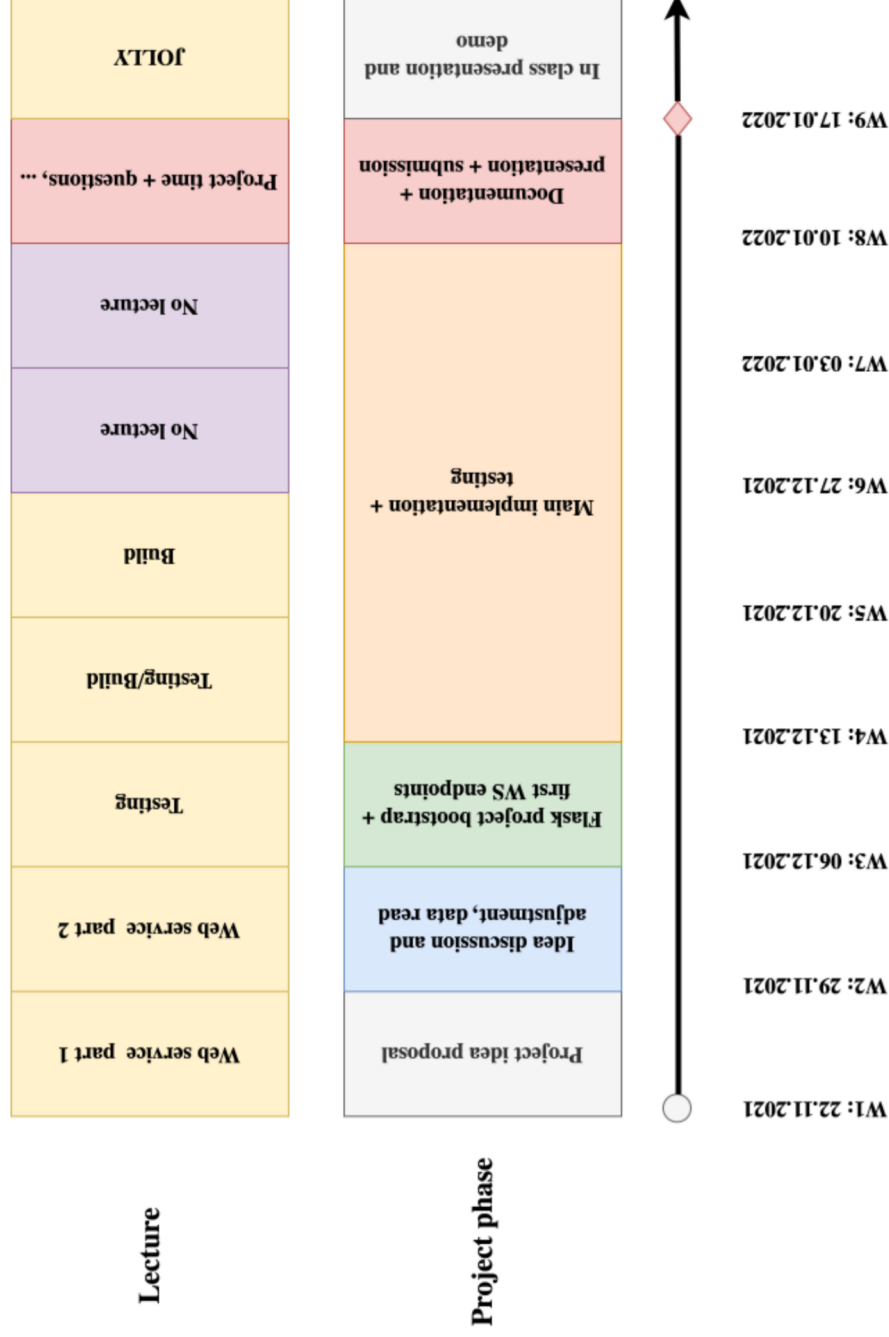 Project phase
Lecture
W1: 22.11.2021
Project idea proposal
Web service part 1
W2: 29.11.2021
Idea discussion and
adjustment, data read
Web service part 2
W3: 06.12.2021
Flask project bootstrap +
first WS endpoints
Testing
W4: 13.12.2021
Main implementation +
testing
Testing/Build
W5: 20.12.2021
Build
W6: 27.12.2021
No lecture
W7: 03.01.2022
No lecture
W8: 10.01.2022
Documentation +
presentation + submission
Project time + questions, ...
W9: 17.01.2022
In class presentation and
demo
JOLLY